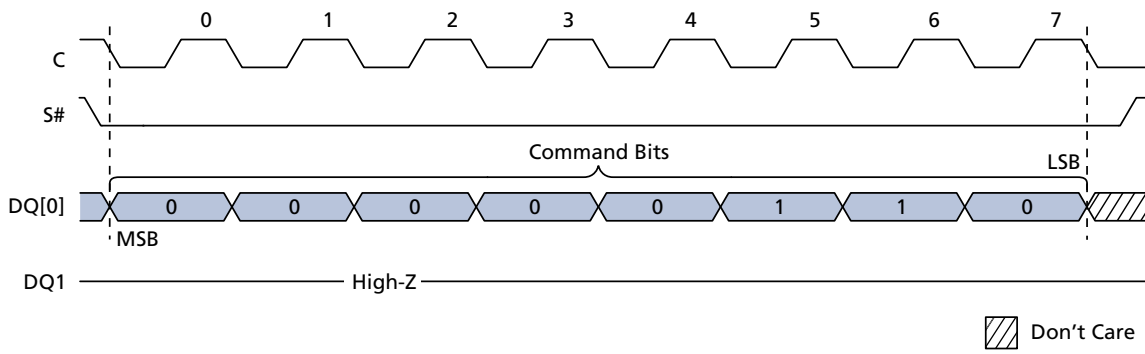 0 1 2 3 4 5 6 7
C
S#
Command Bits
LSB
DQ[0] 0 0 0 0 0 1 1 0
MSB
DQ1 High-Z
Don't Care